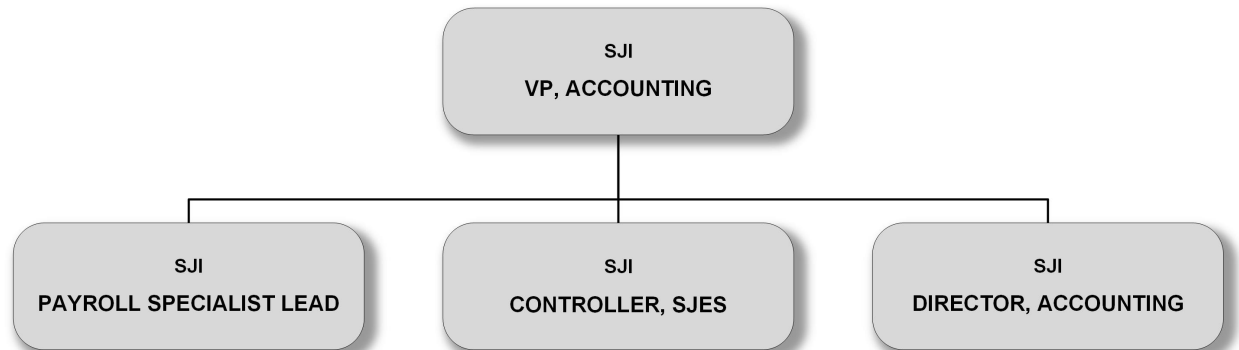 SJI
VP, ACCOUNTING
SJI
PAYROLL SPECIALIST LEAD
SJI
CONTROLLER, SJES
SJI
DIRECTOR, ACCOUNTING